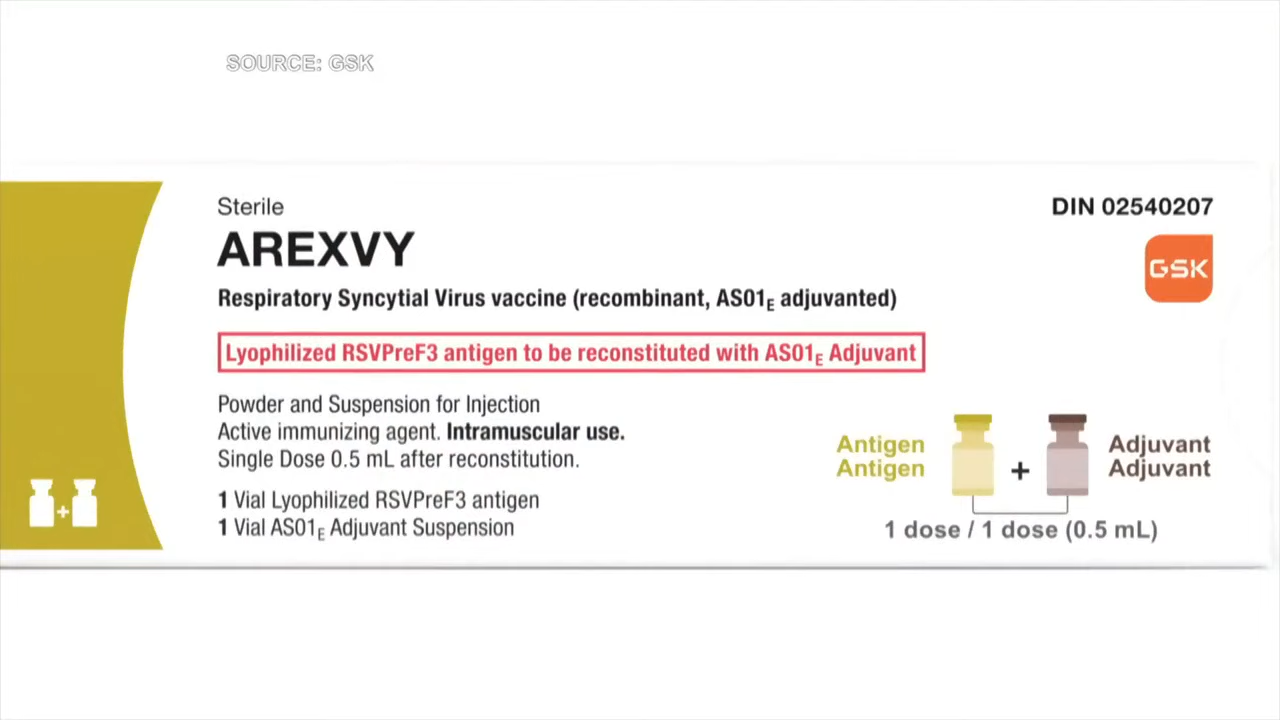 SOURCE: GSK
Sterile
AREXVY
Respiratory Syncytial Virus vaccine (recombinant, AS01E adjuvanted)
Lyophilized RSVPreF3 antigen to be reconstituted with AS01E Adjuvant
Powder and Suspension for Injection
Active immunizing agent. Intramuscular use.
Single Dose 0.5 mL after reconstitution.
1 Vial Lyophilized RSVPreF3 antigen
1 Vial AS01E Adjuvant Suspension
DIN 02540207
GSK
Antigen
Antigen
+
Adjuvant
Adjuvant
1 dose / 1 dose (0.5 mL)
+